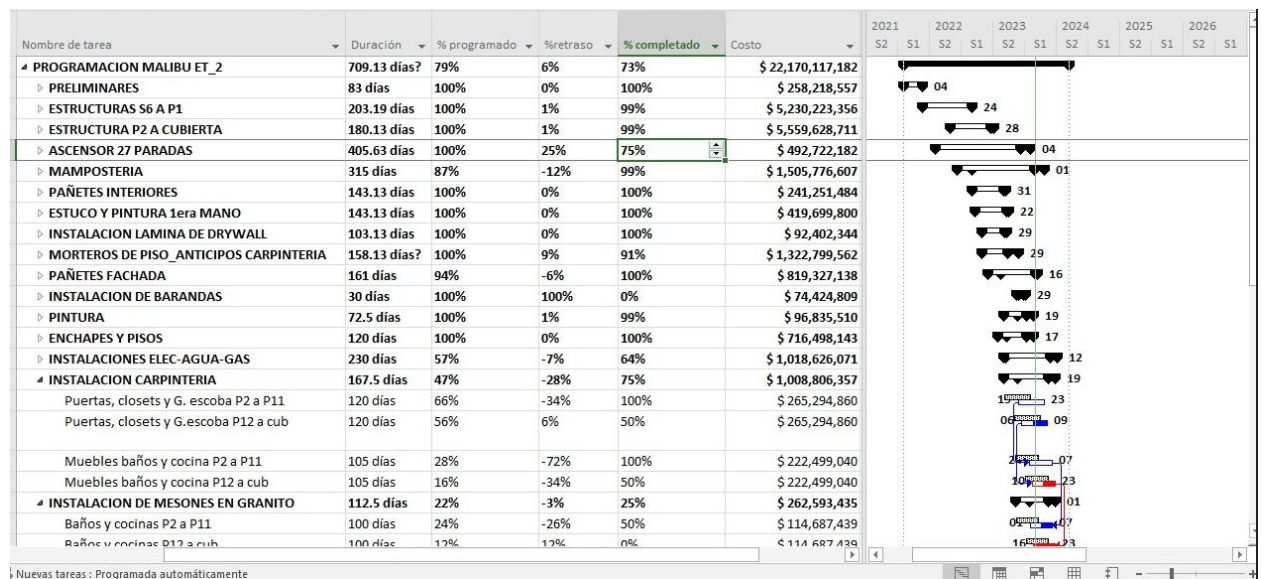 2021 2022 2023 2024 2025 2026
Nombre de tarea Duración % programado %retraso % completado Costo S2 S1 S2 S1 S2 S1 S2 S1 S2 S1 S2 S1
PROGRAMACION MALIBU ET_2 709.13 días? 79% 6% 73% $ 22,170,117,182
PRELIMINARES 83 días 100% 0% 100% $ 258,218,557 04
ESTRUCTURAS S6 A P1 203.19 días 100% 1% 99% $ 5,230,223,356 24
ESTRUCTURA P2 A CUBIERTA 180.13 días 100% 1% 99% $ 5,559,628,711 28
ASCENSOR 27 PARADAS 405.63 días 100% 25% 75% $ 492,722,182 04
MAMPOSTERIA 315 días 87% -12% 99% $ 1,505,776,607 01
PAÑETES INTERIORES 143.13 días 100% 0% 100% $ 241,251,484 31
ESTUCO Y PINTURA 1era MANO 143.13 días 100% 0% 100% $ 419,699,800 22
INSTALACION LAMINA DE DRYWALL 103.13 días 100% 0% 100% $ 92,402,344 29
MORTEROS DE PISO_ANTICIPOS CARPINTERIA 158.13 días? 100% 9% 91% $ 1,322,799,562 29
PAÑETES FACHADA 161 días 94% -6% 100% $ 819,327,138 16
INSTALACION DE BARANDAS 30 días 100% 100% 0% $ 74,424,809 29
PINTURA 72.5 días 100% 1% 99% $ 96,835,510 19
ENCHAPES Y PISOS 120 días 100% 0% 100% $ 716,498,143 17
INSTALACIONES ELEC-AGUA-GAS 230 días 57% -7% 64% $ 1,018,626,071 12
INSTALACION CARPINTERIA 167.5 días 47% -28% 75% $ 1,008,806,357 19
Puertas, closets y G. escoba P2 a P11 120 días 66% -34% 100% $ 265,294,860 23
Puertas, closets y G.escoba P12 a cub 120 días 56% 6% 50% $ 265,294,860 09
Muebles baños y cocina P2 a P11 105 días 28% -72% 100% $ 222,499,040 07
Muebles baños y cocina P12 a cub 105 días 16% -34% 50% $ 222,499,040 23
INSTALACION DE MESONES EN GRANITO 112.5 días 22% -3% 25% $ 262,593,435 01
Baños y cocinas P2 a P11 100 días 24% -26% 50% $ 114,687,439 07
Baños y cocinas P12 a cub 100 días 12% 12% 0% $ 114,687,439 23
Nuevas tareas : Programada automáticamente